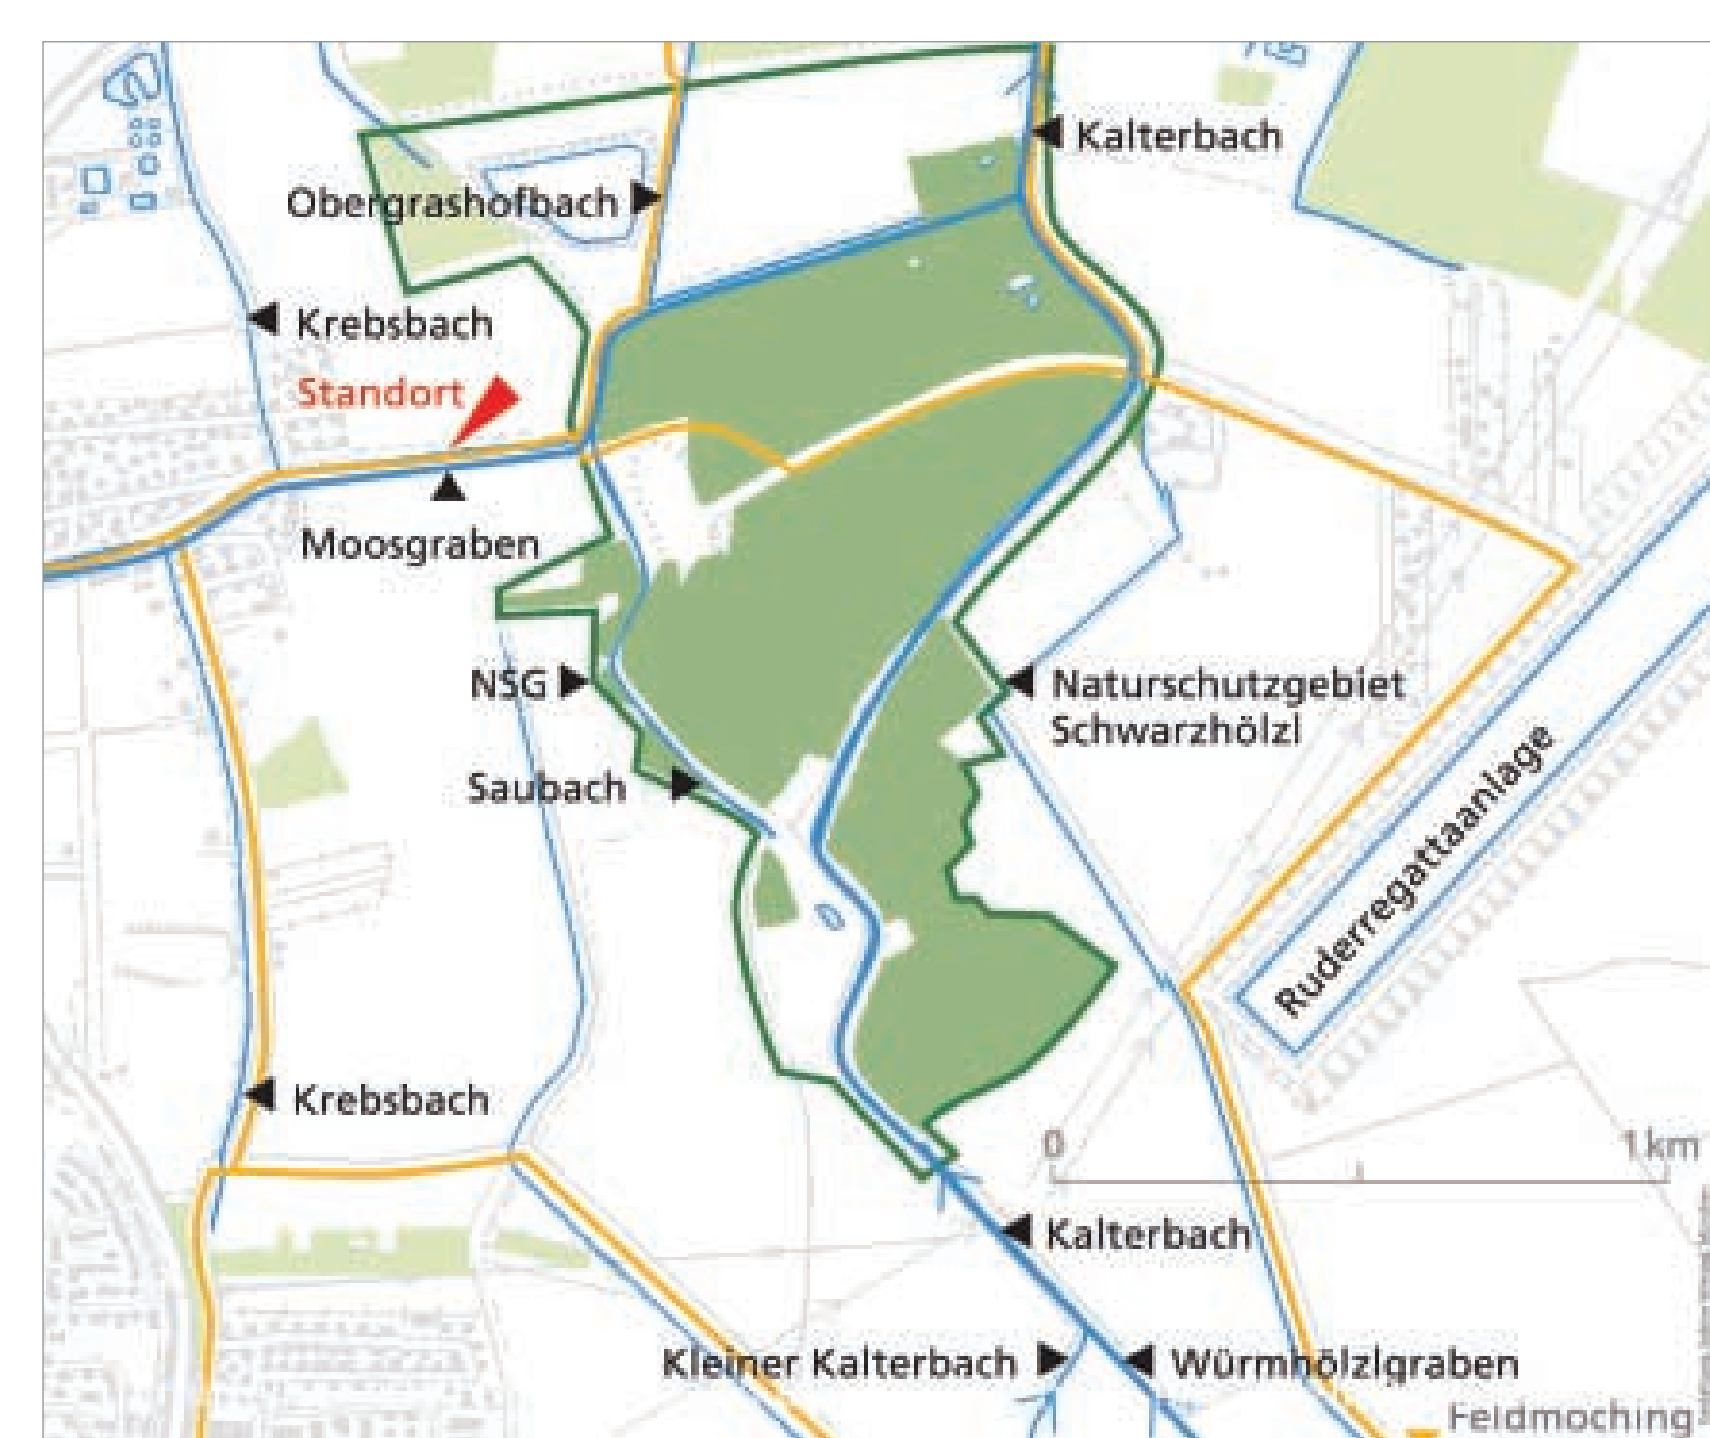 Kalterbach
Obergrashofbach
Krebsbach
Standort
Moosgraben
NSG
Naturschutzgebiet
Schwarzhölzl
Saubach
Ruderregattaanlage
Krebsbach
0
1 km
Kalterbach
Kleiner Kalterbach
Würmhölzlgraben
Feldmoching